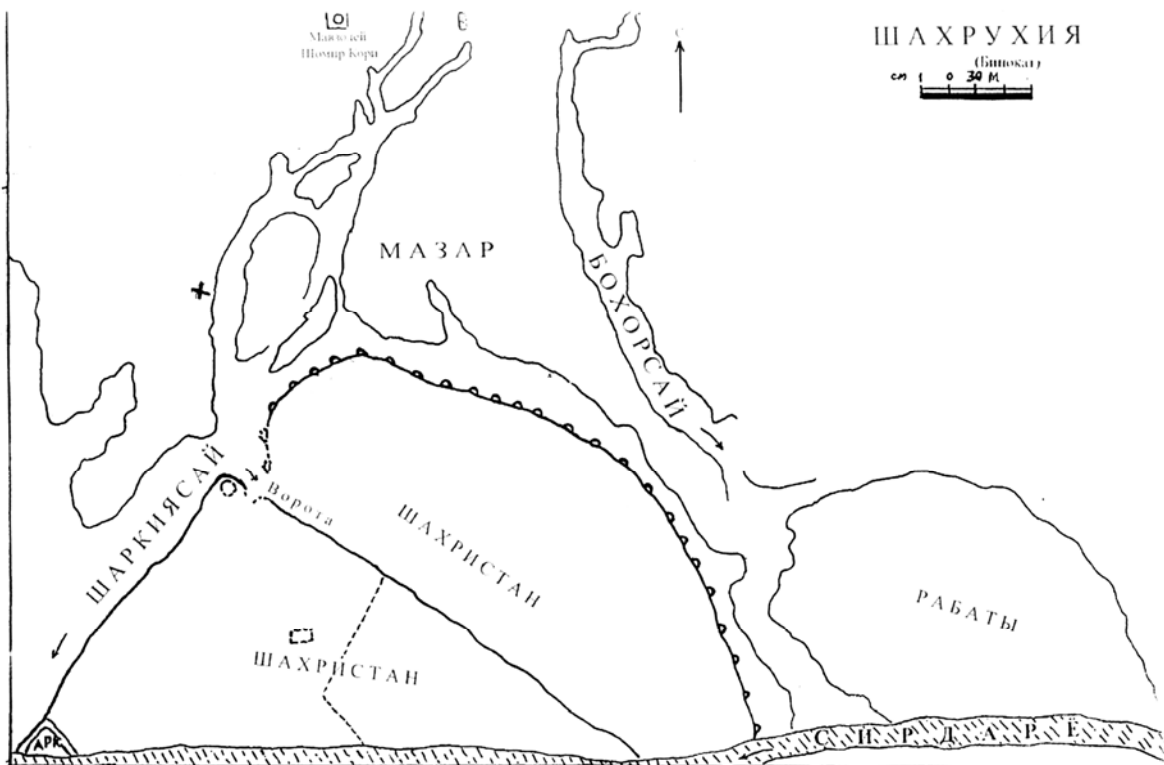 ШАХРУХИЯ
(Бинокат)
см 1 0 30 М
Мавзолей
Шомир Кори
С
МАЗАР
БОХОРСАЙ
ШАРКИЯСАЙ
Ворота
ШАХРИСТАН
РАБАТЫ
ШАХРИСТАН
АРК
СИРДАРЁ